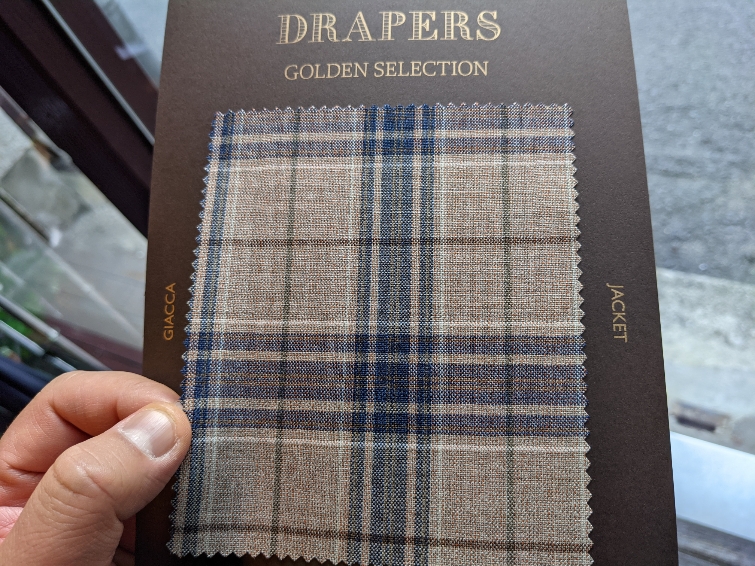 DRAPERS
GOLDEN SELECTION
GIACCA
JACKET